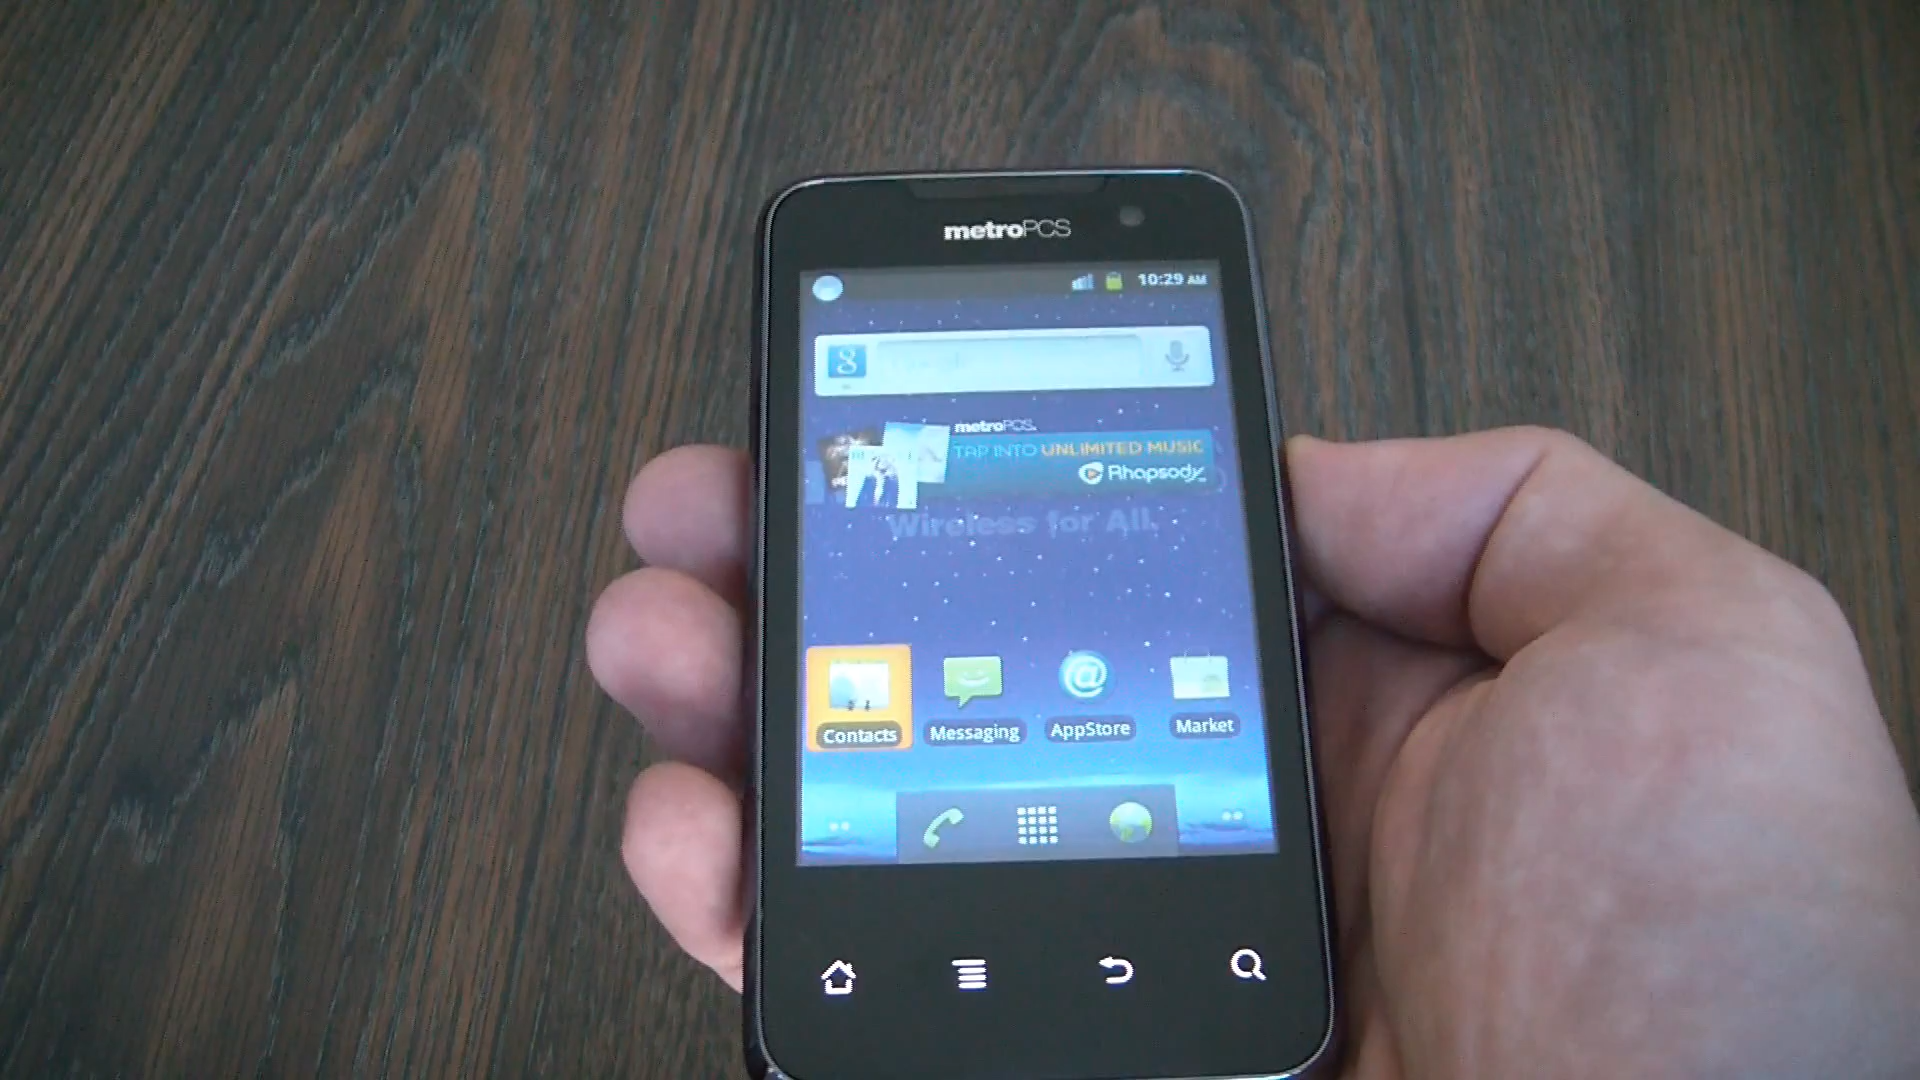 metroPCS
10:29 AM
metroPCS.
TAP INTO UNLIMITED MUSIC
Rhapsody
Wireless for All.
Contacts Messaging AppStore Market